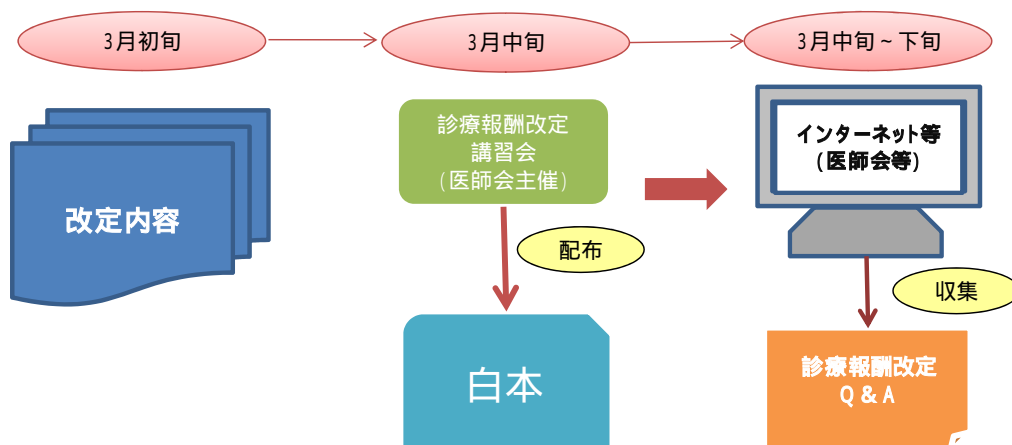 3月初旬
3月中旬
3月中旬~下旬
改定内容
診療報酬改定
講習会
(医師会主催)
インターネット等
(医師会等)
配布
収集
白本
診療報酬改定
Q&A